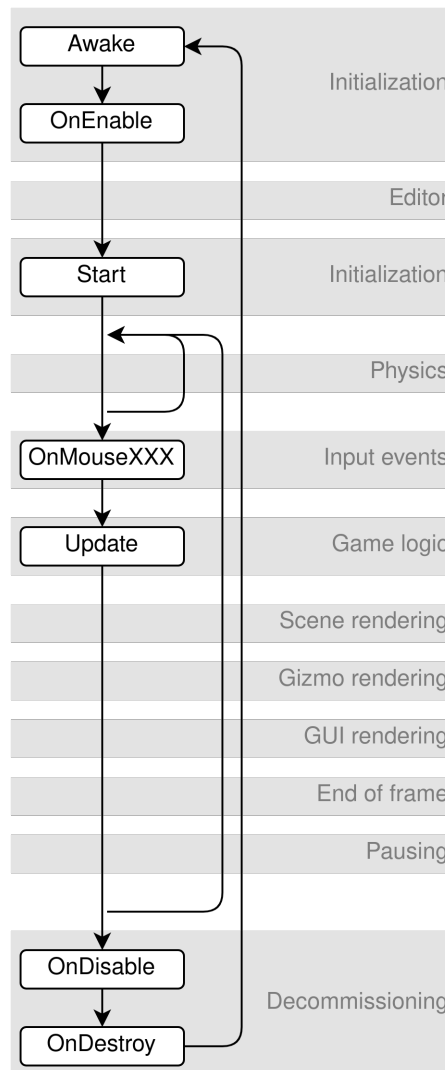 Awake
Initialization
OnEnable
Editor
Start
Initialization
Physics
OnMouseXXX
Input events
Update
Game logic
Scene rendering
Gizmo rendering
GUI rendering
End of frame
Pausing
OnDisable
Decommissioning
OnDestroy